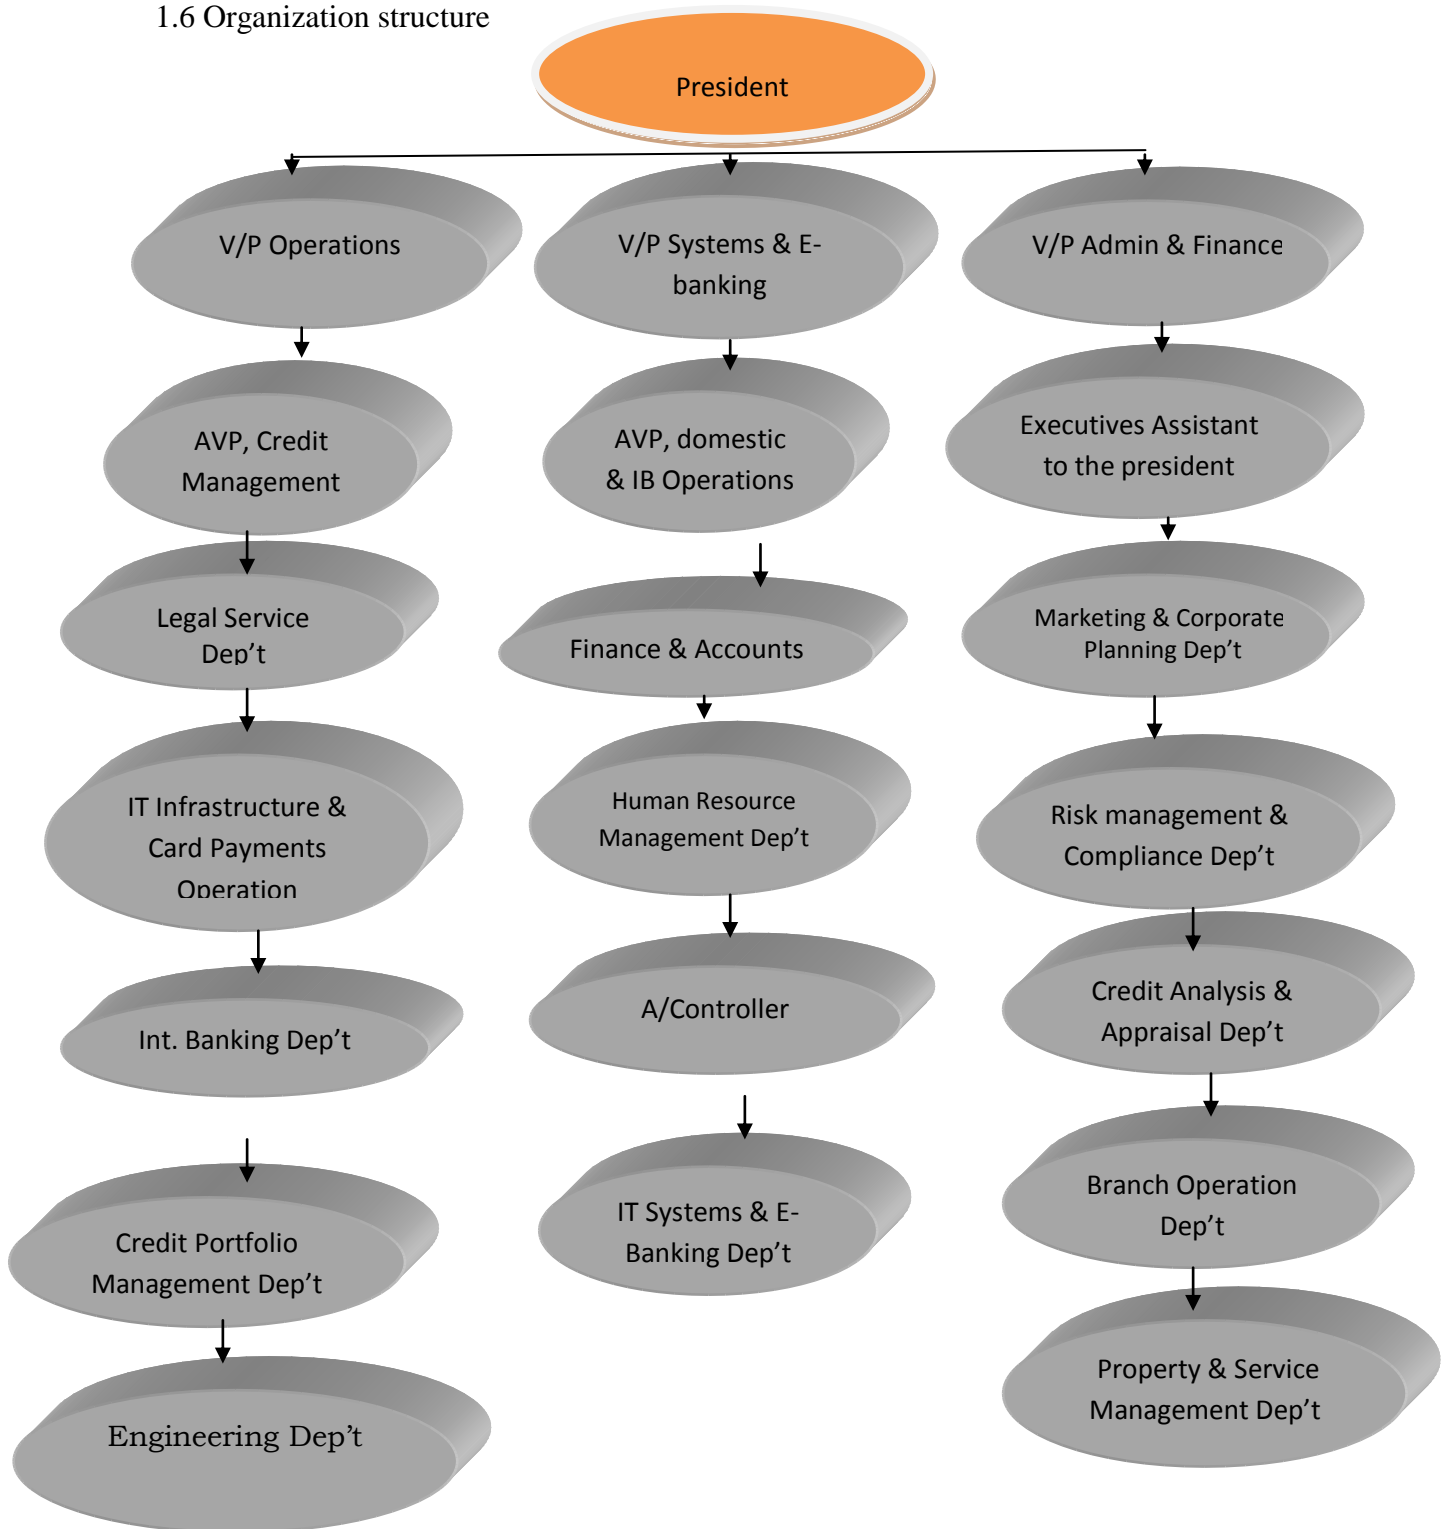 1.6 Organization structure
President
V/P Operations
V/P Systems & E-
banking
V/P Admin & Finance
AVP, Credit
Management
AVP, domestic
& IB Operations
Executives Assistant
to the president
Legal Service
Dep’t
Finance & Accounts
Marketing & Corporate
Planning Dep’t
IT Infrastructure &
Card Payments
Operation
Human Resource
Management Dep’t
Risk management &
Compliance Dep’t
Int. Banking Dep’t
A/Controller
Credit Analysis &
Appraisal Dep’t
Credit Portfolio
Management Dep’t
IT Systems & E-
Banking Dep’t
Branch Operation
Dep’t
Engineering Dep’t
Property & Service
Management Dep’t